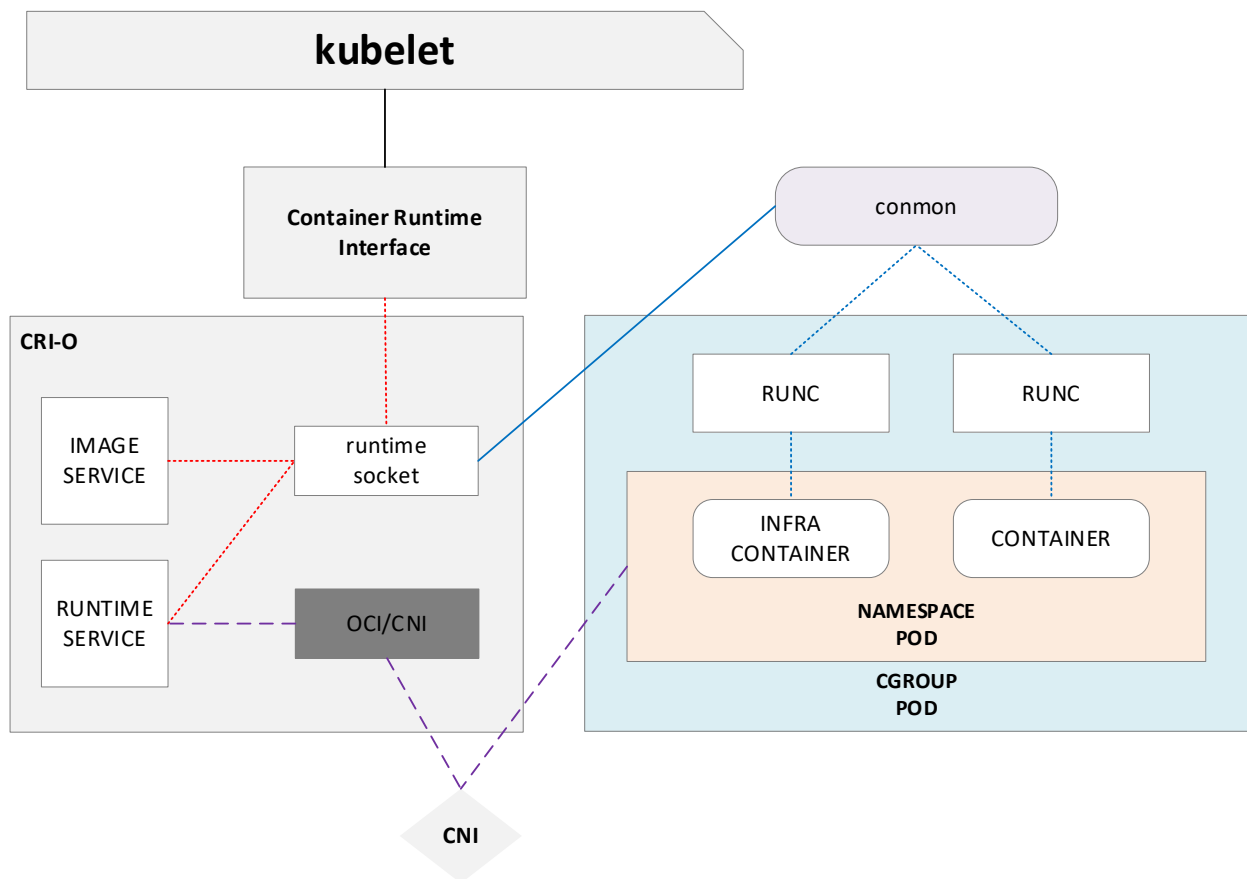 kubelet
Container Runtime
Interface
conmon
CRI-O
IMAGE
SERVICE
runtime
socket
RUNTIME
SERVICE
OCI/CNI
CNI
RUNC
RUNC
INFRA
CONTAINER
CONTAINER
NAMESPACE
POD
CGROUP
POD